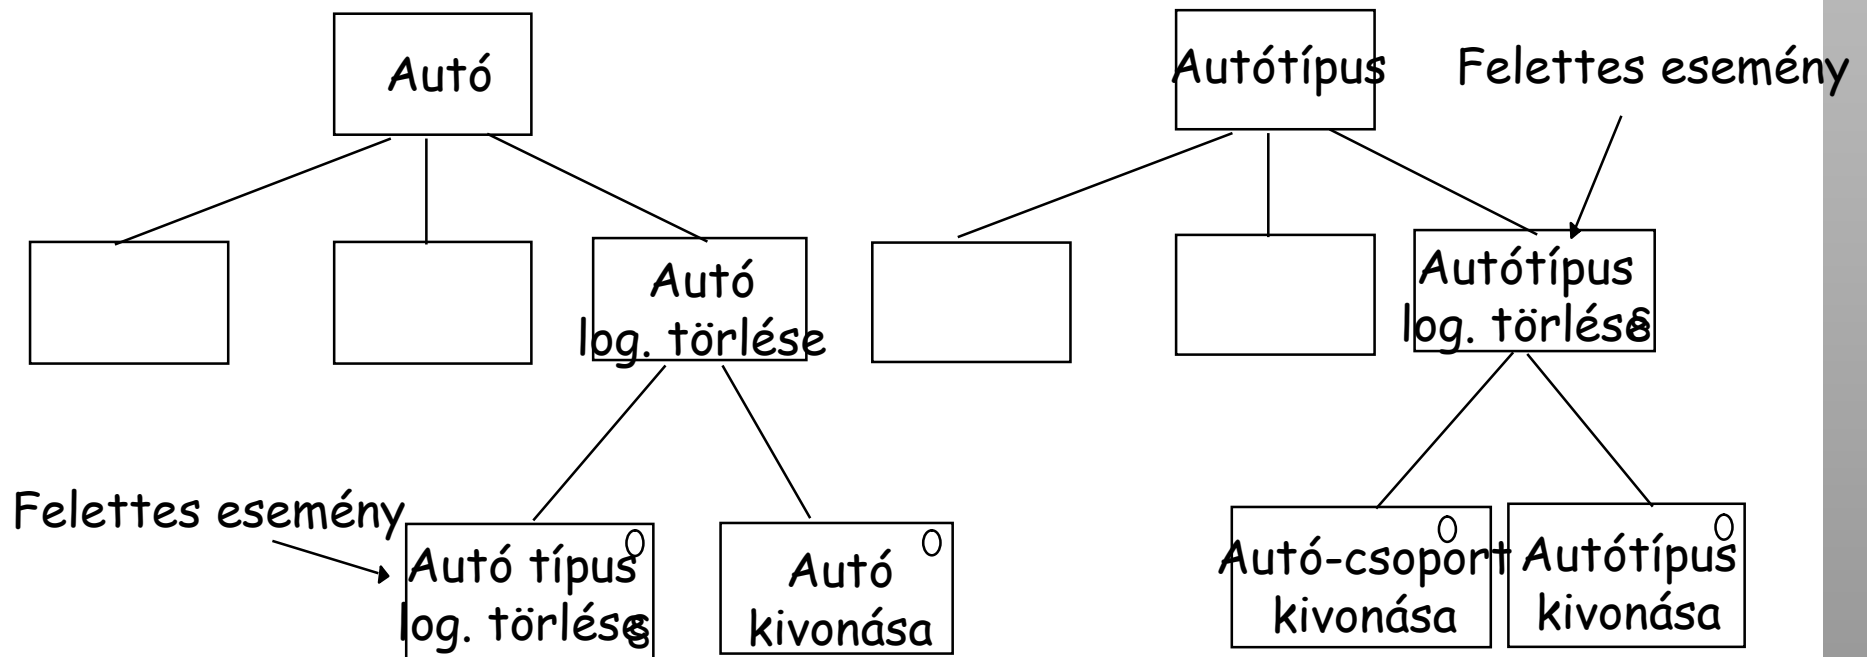 Autó
Autótípus
Felettes esemény
Autó
log. törlése
Autótípus
log. törlése
§
Felettes esemény
Autó típus
log. törlése
§
O
Autó
kivonása
O
Autó-csoport
kivonása
O
Autótípus
kivonása
O